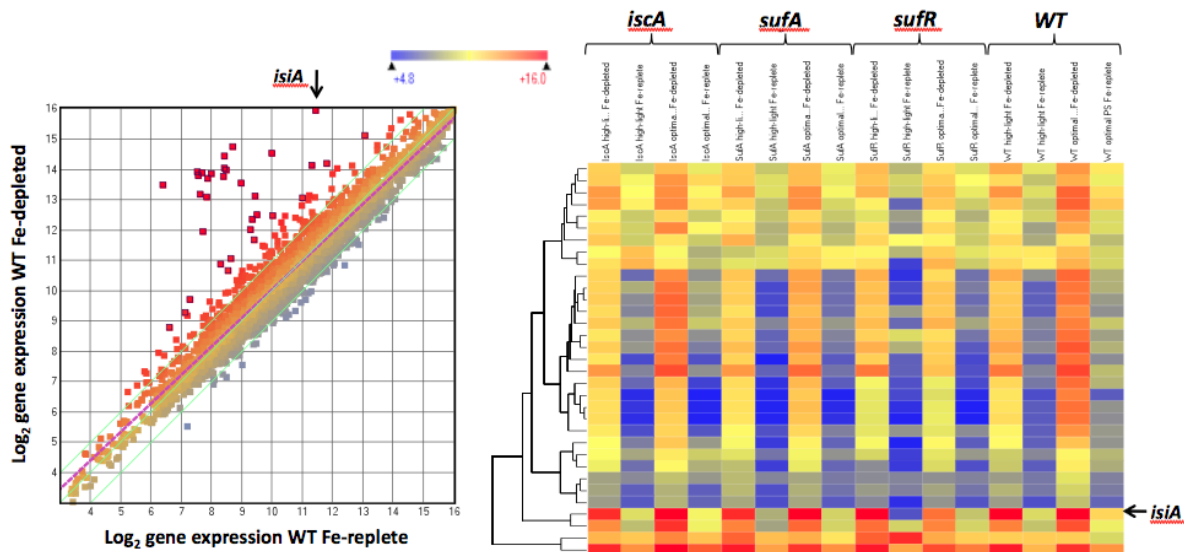 iscA sufA sufR WT
+4.8 +16.0
isiA
IscA high-li... Fe-depleted
IscA high-light Fe-replete
IscA optima... Fe-depleted
IscA optimal... Fe-replete
SufA high-li... Fe-depleted
SufA high-light Fe-replete
SufA optima... Fe-depleted
SufA optimal... Fe-replete
SufR high-li... Fe-depleted
SufR high-light Fe-replete
SufR optima... Fe-depleted
SufR optimal... Fe-replete
WT high-light Fe-depleted
WT high-light Fe-replete
WT optimal... Fe-depleted
WT optimal PS Fe-replete
Log2 gene expression WT Fe-depleted
16
15
14
13
12
11
10
9
8
7
6
5
4
4 5 6 7 8 9 10 11 12 13 14 15 16
Log2 gene expression WT Fe-replete
isiA